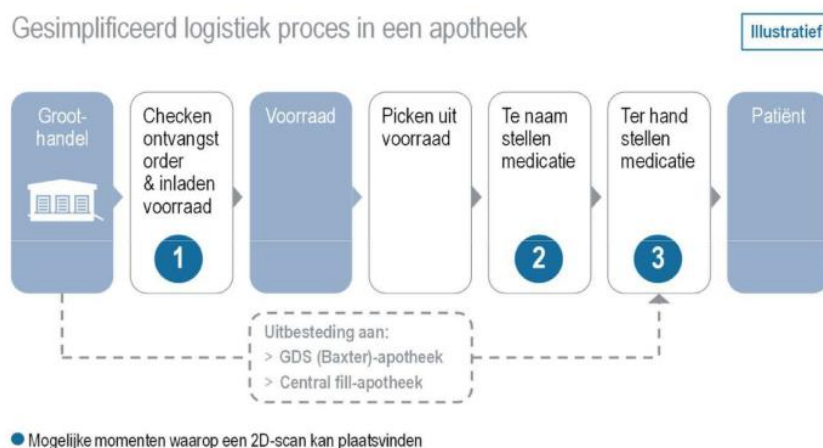 Gesimplificeerd logistiek proces in een apotheek
Illustratief
Groot-
handel
Checken
ontvangst
order
& inladen
voorraad
1
Voorraad
Picken uit
voorraad
Te naam
stellen
medicatie
2
Ter hand
stellen
medicatie
3
Patiënt
Uitbesteding aan:
> GDS (Baxter)-apotheek
> Central fill-apotheek
Mogelijke momenten waarop een 2D-scan kan plaatsvinden